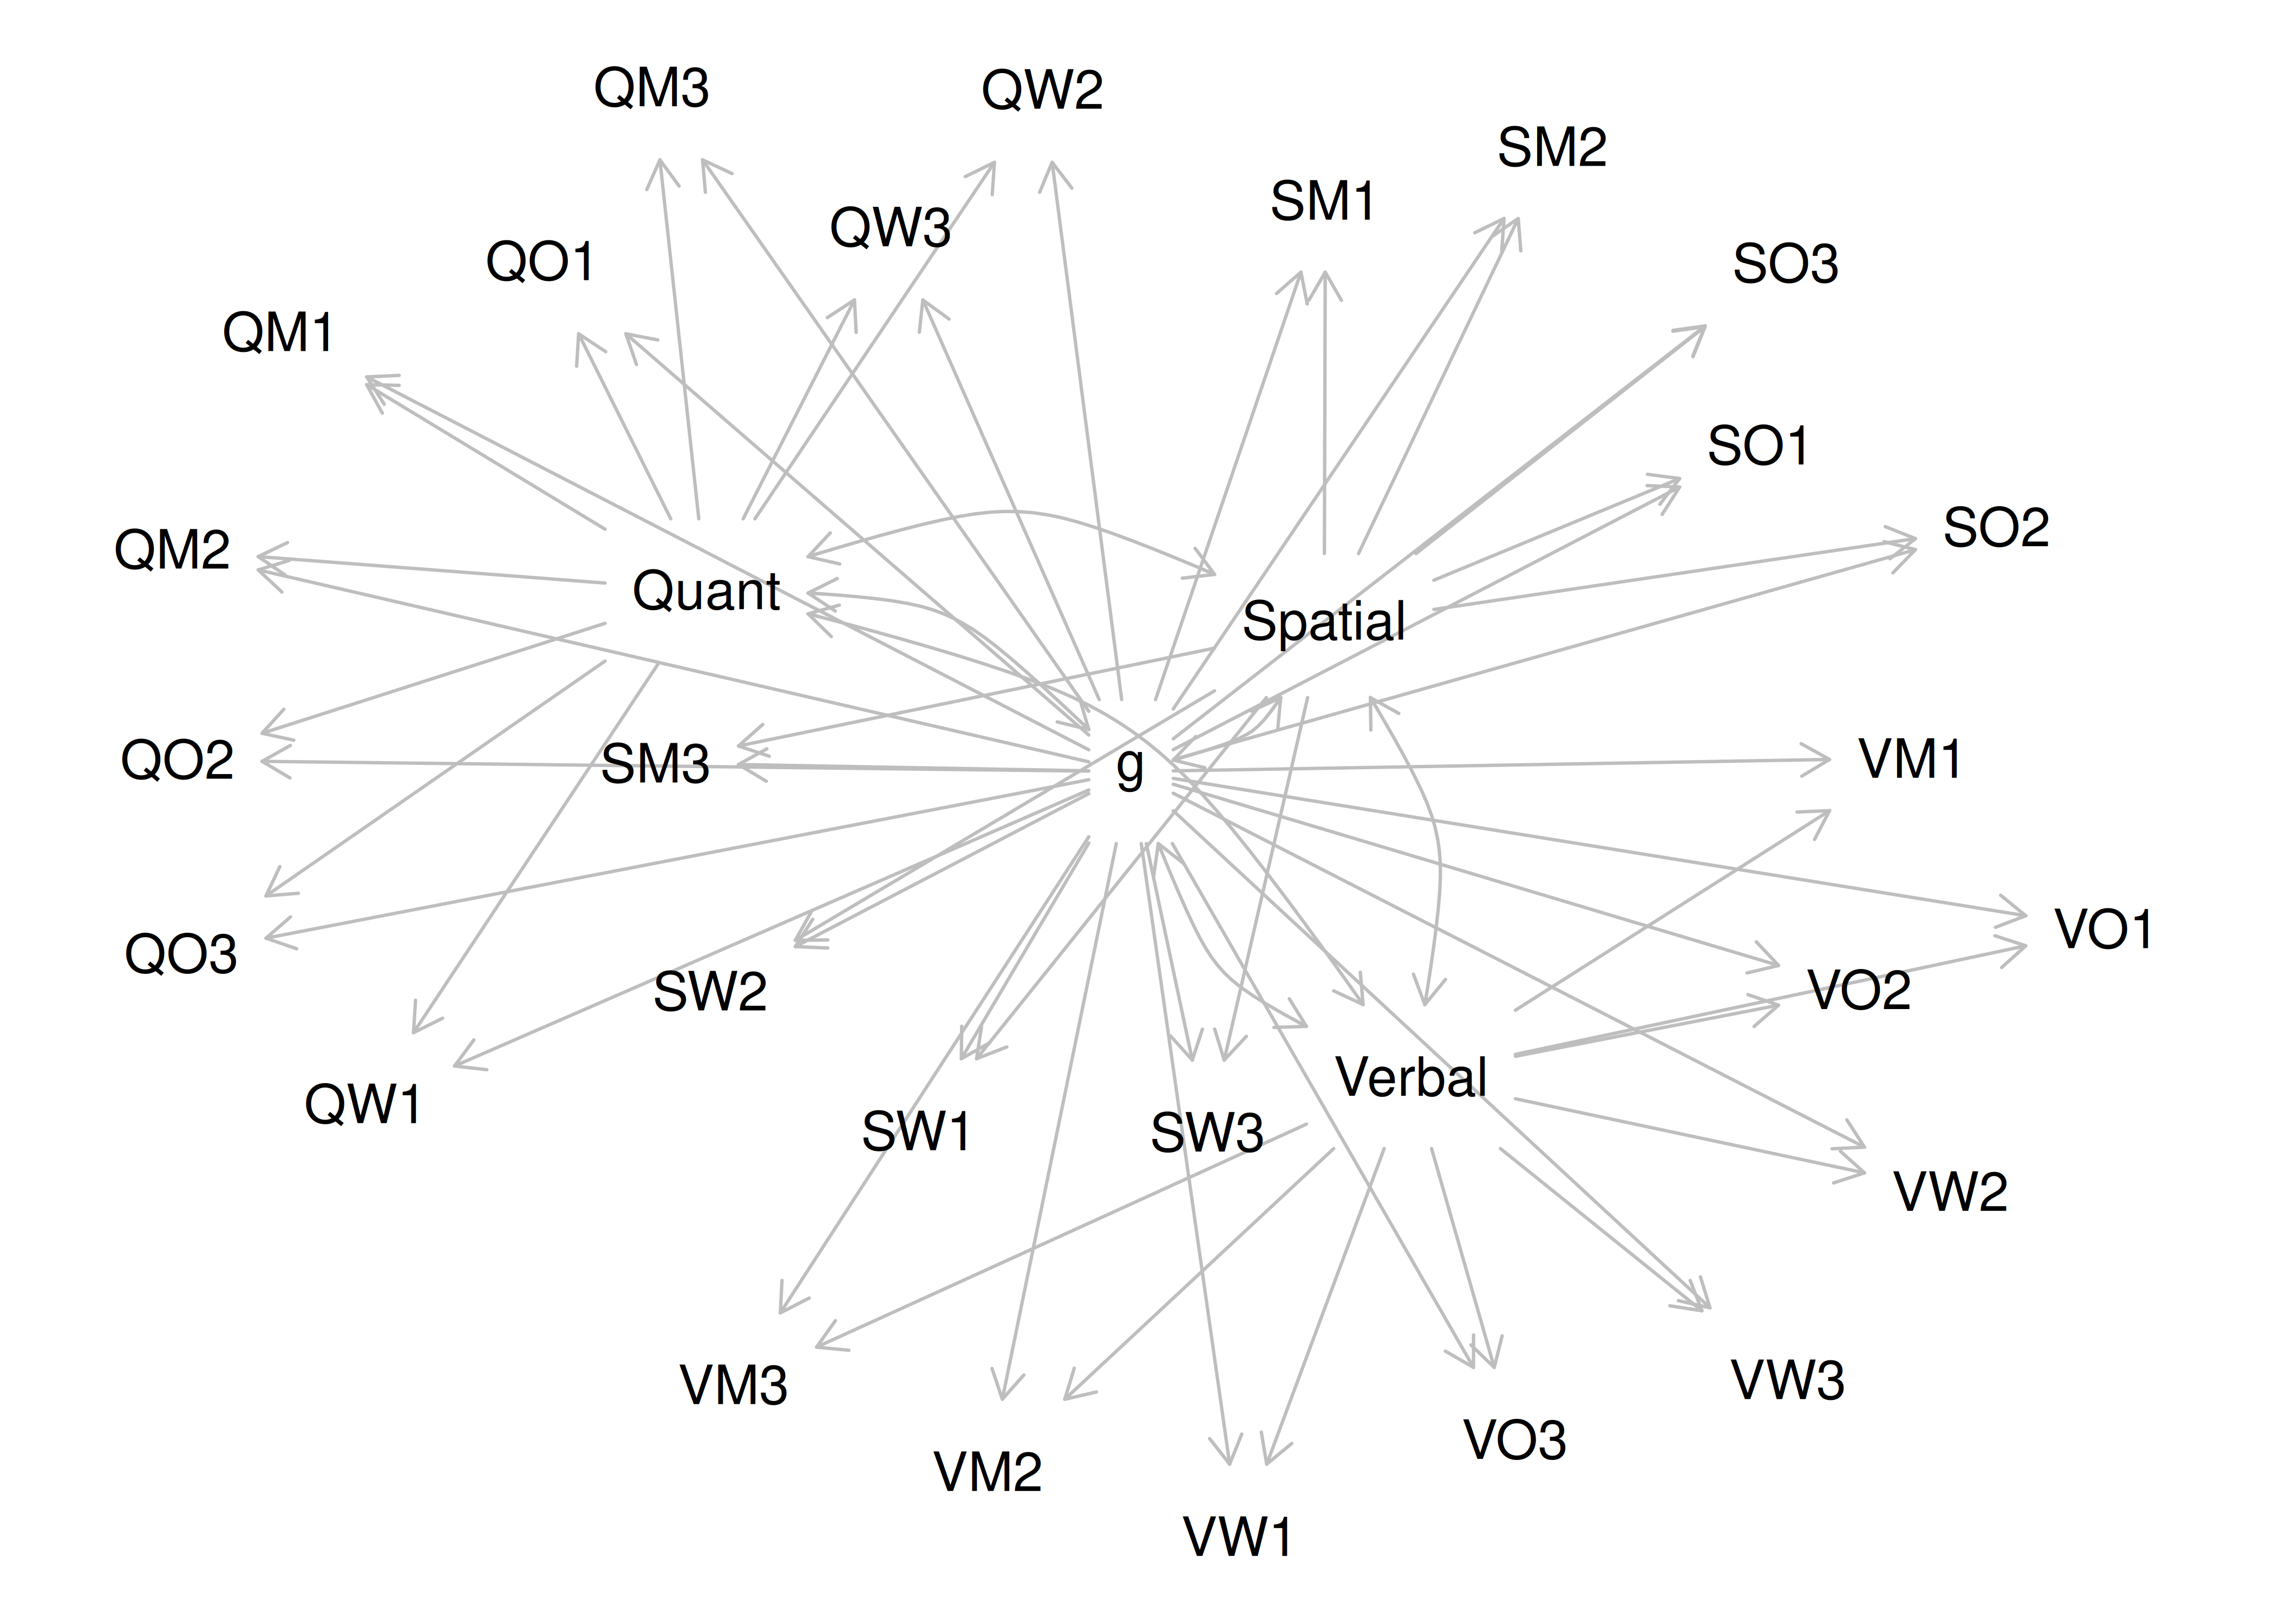 QM3
QW2
SM2
SM1
QW3
QO1
SO3
QM1
SO1
SO2
QM2
Quant
Spatial
QO2
SM3
g
VM1
VO1
QO3
SW2
VO2
Verbal
QW1
SW1
SW3
VW2
VM3
VW3
VO3
VM2
VW1